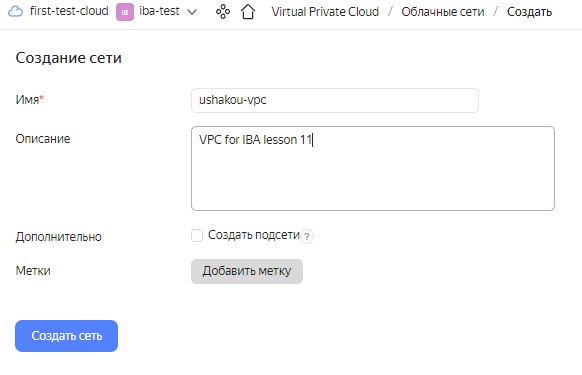 first-test-cloud IB iba-test Virtual Private Cloud / Облачные сети / Создать
Создание сети
Имя* ushakou-vpc
Описание VPC for IBA lesson 11
Дополнительно Создать подсети ?
Метки Добавить метку
Создать сеть